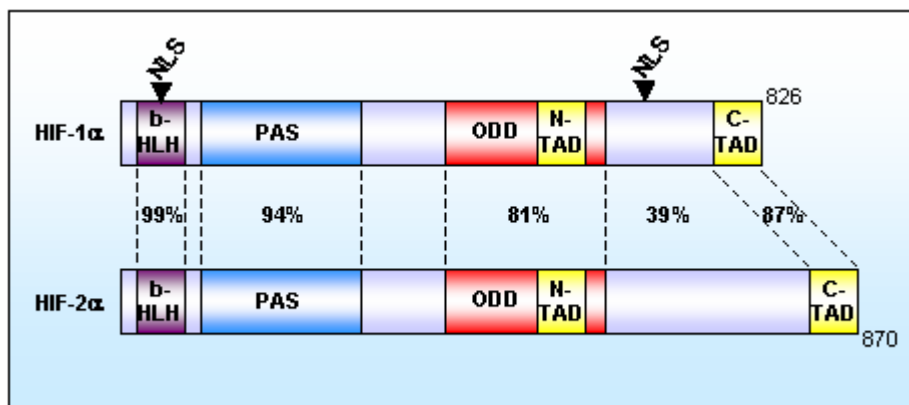 NLS NLS
826
HIF-1α b-HLH PAS ODD N-TAD C-TAD
99% 94% 81% 39% 87%
HIF-2α b-HLH PAS ODD N-TAD C-TAD
870